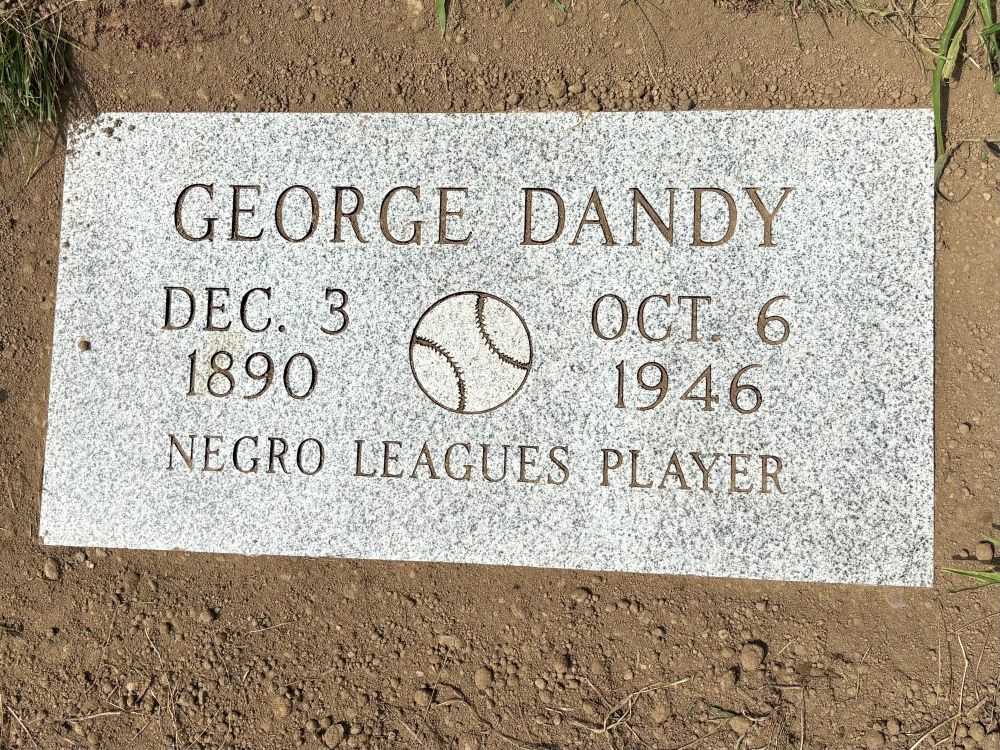 GEORGE DANDY
DEC. 3
1890
OCT. 6
1946
NEGRO LEAGUES PLAYER